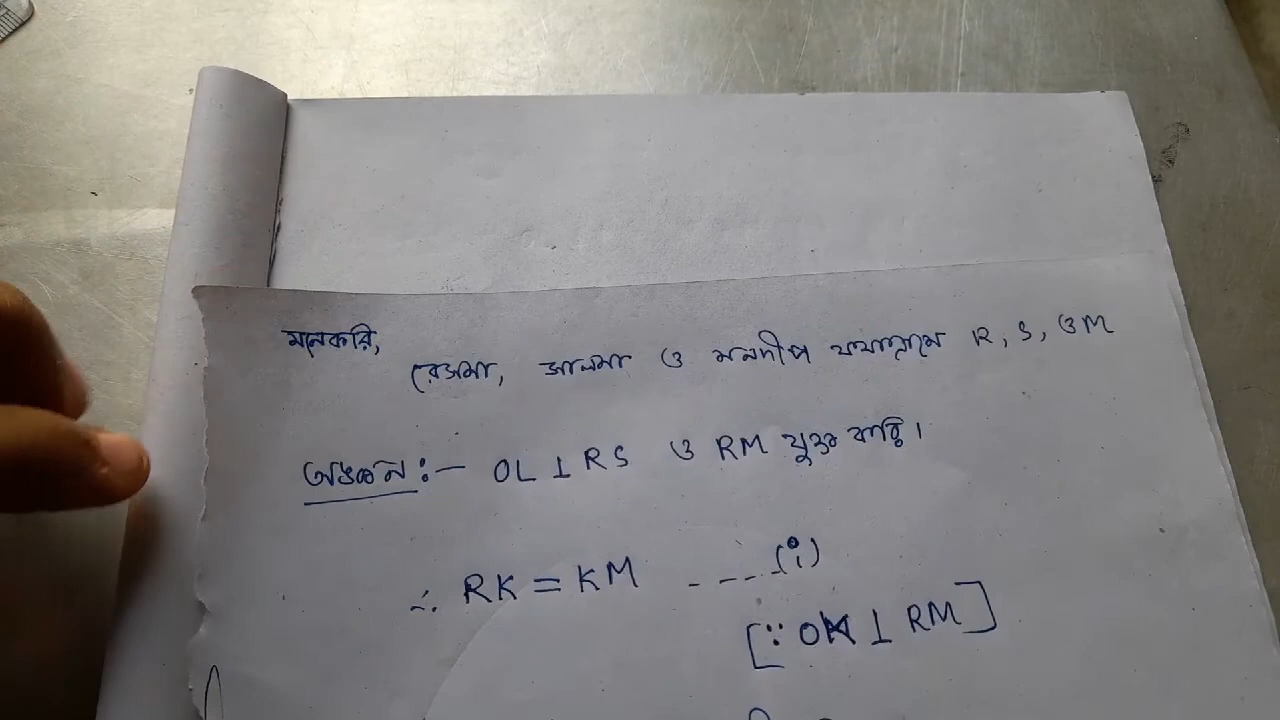 মনেকরি,
রেশমা, সালমা ও মনদীপ যথাক্রমে R, S, ও M
অঙ্কন :— OL ⊥ RS ও RM যুক্ত করি।
∴ RK = KM ---- (i)
[∵ OK ⊥ RM]